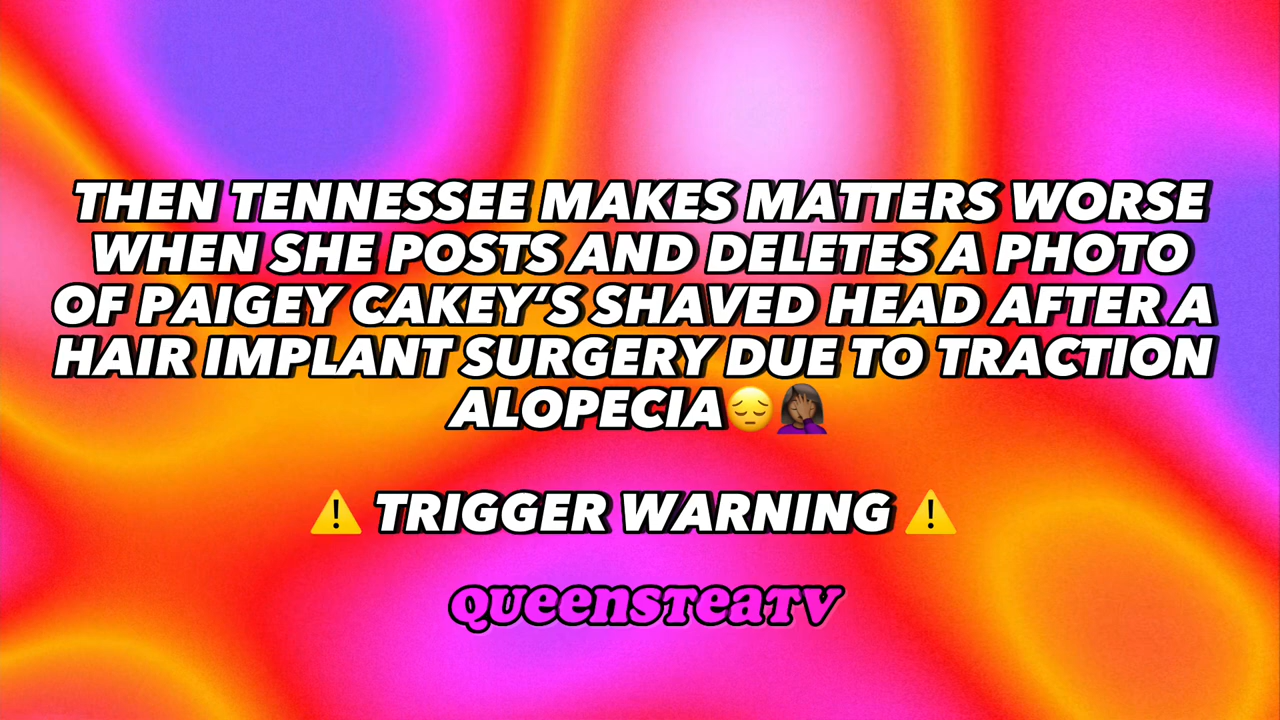 THEN TENNESSEE MAKES MATTERS WORSE
WHEN SHE POSTS AND DELETES A PHOTO
OF PAIGEY CAKEY'S SHAVED HEAD AFTER A
HAIR IMPLANT SURGERY DUE TO TRACTION
ALOPECIA😔🤦🏾‍♀️
⚠️ TRIGGER WARNING ⚠️
QUeenSTeaTV